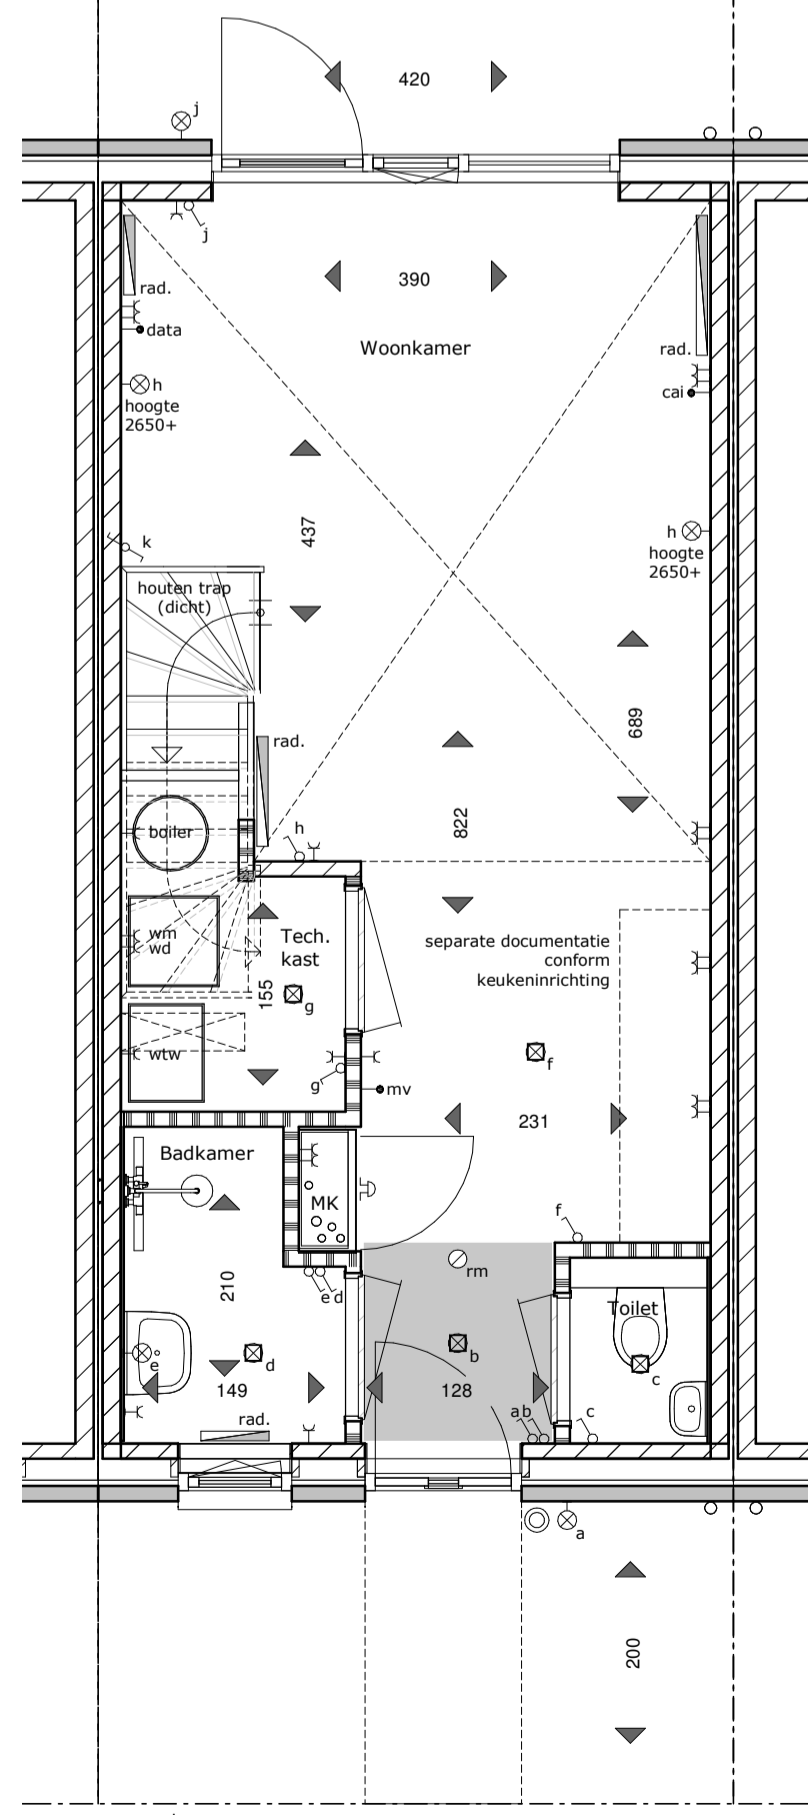 420
j
j
rad.
390
Woonkamer
data
rad.
h
hoogte
2650+
cai
437
k
h
hoogte
2650+
houten trap
(dicht)
689
rad.
822
boiler
h
wm
wd
Tech.
kast
separate documentatie
conform
keukeninrichting
155
g
wtw
f
g
mv
231
Badkamer
MK
f
rm
210
e d
Toilet
b
e
d
c
149
128
rad.
a b
c
a
200